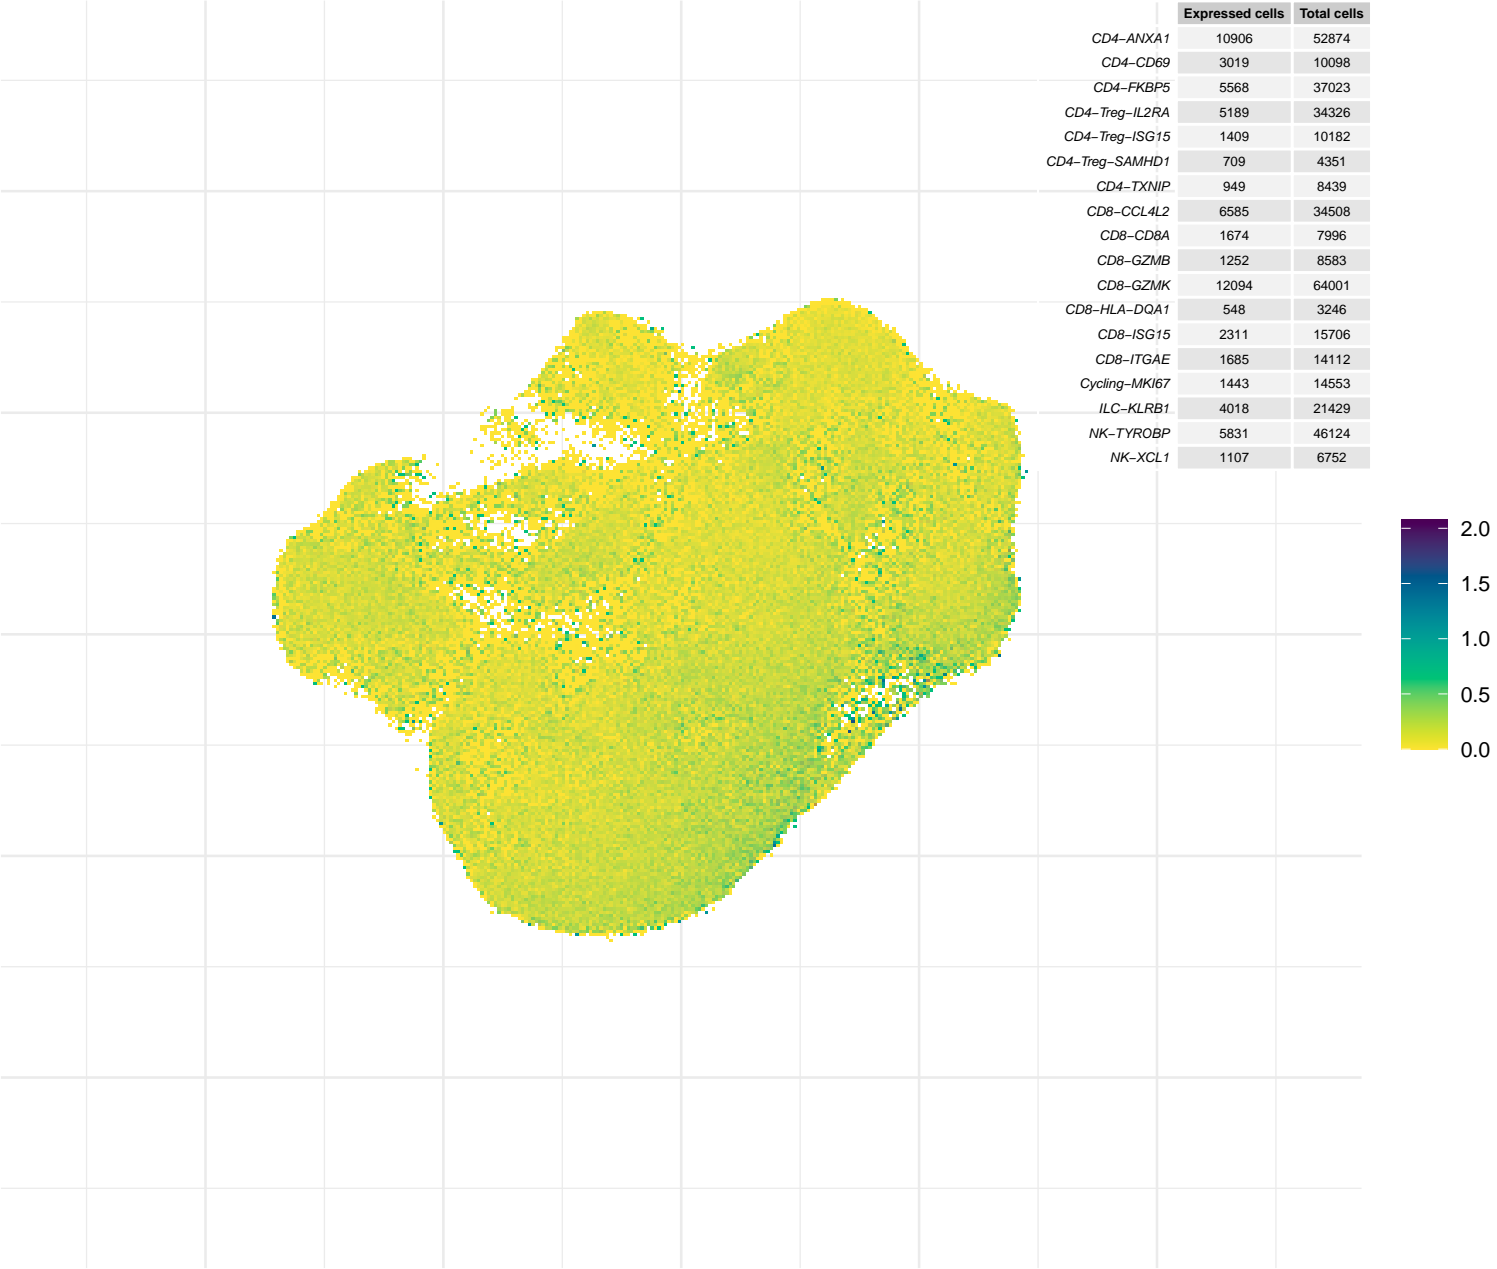 Expressed cells Total cells
CD4−ANXA1 10906 52874
CD4−CD69 3019 10098
CD4−FKBP5 5568 37023
CD4−Treg−IL2RA 5189 34326
CD4−Treg−ISG15 1409 10182
CD4−Treg−SAMHD1 709 4351
CD4−TXNIP 949 8439
CD8−CCL4L2 6585 34508
CD8−CD8A 1674 7996
CD8−GZMB 1252 8583
CD8−GZMK 12094 64001
CD8−HLA−DQA1 548 3246
CD8−ISG15 2311 15706
CD8−ITGAE 1685 14112
Cycling−MKI67 1443 14553
ILC−KLRB1 4018 21429
NK−TYROBP 5831 46124
NK−XCL1 1107 6752
2.0
1.5
1.0
0.5
0.0